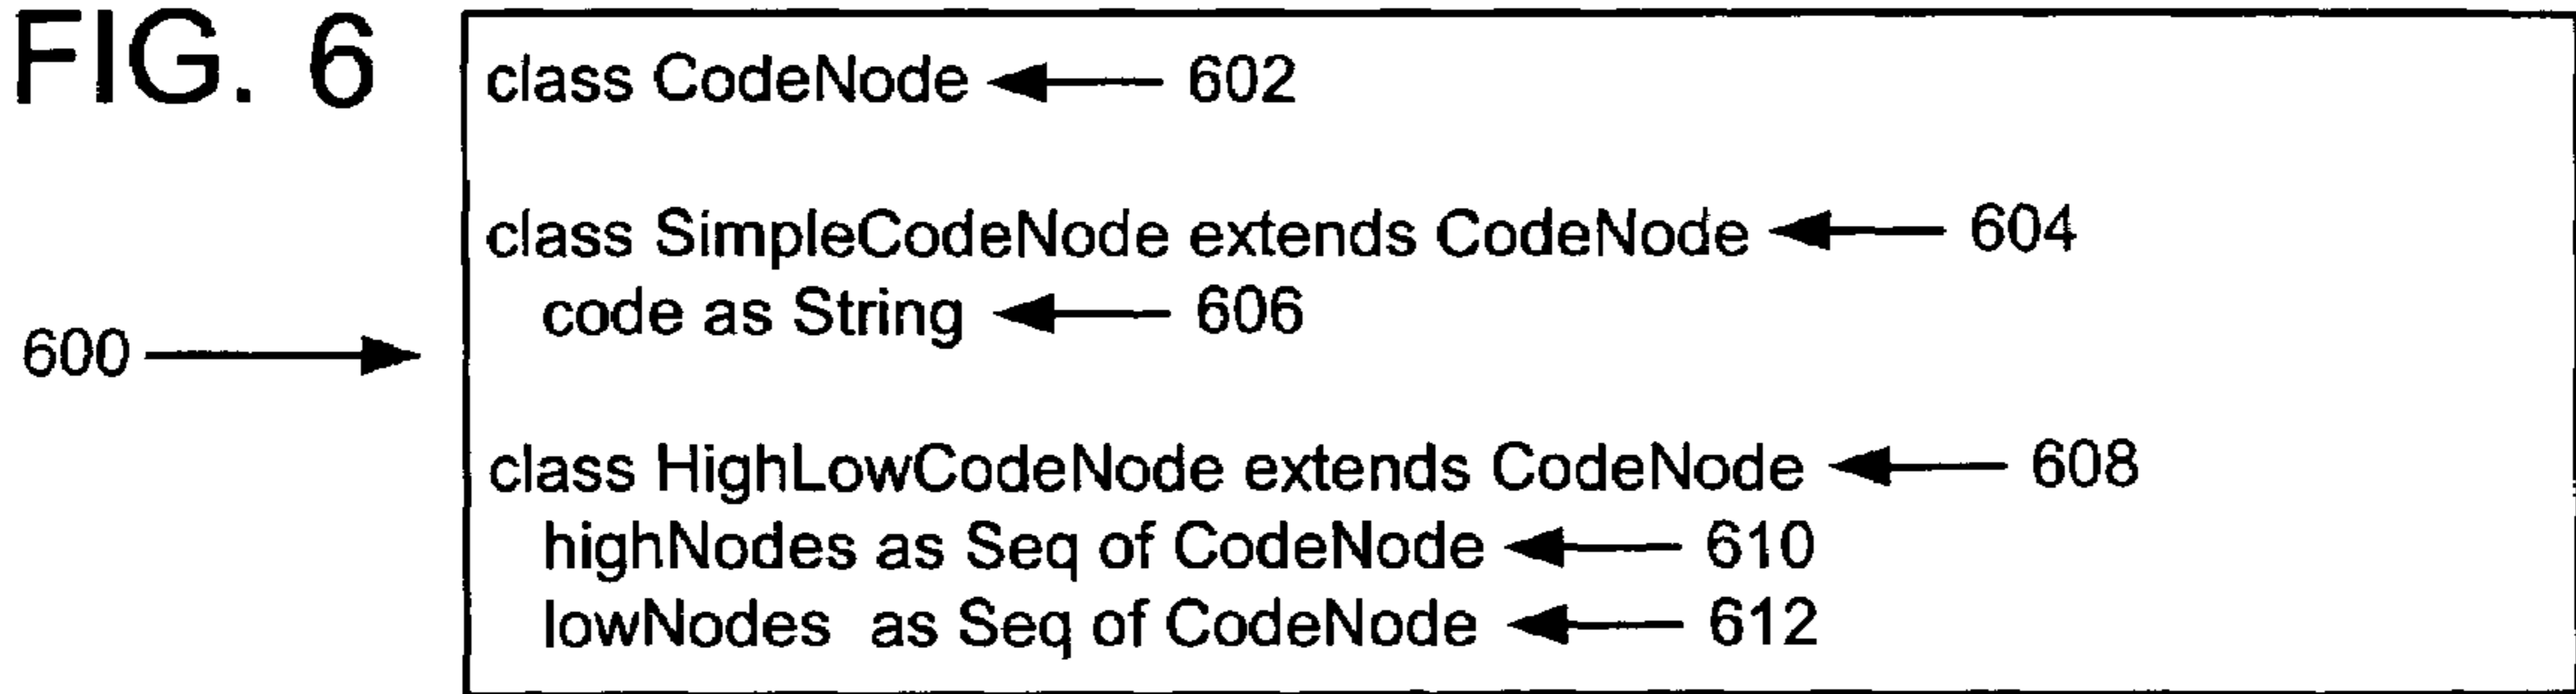 FIG. 6
class CodeNode 602
class SimpleCodeNode extends CodeNode 604
code as String 606
600
class HighLowCodeNode extends CodeNode 608
highNodes as Seq of CodeNode 610
lowNodes as Seq of CodeNode 612